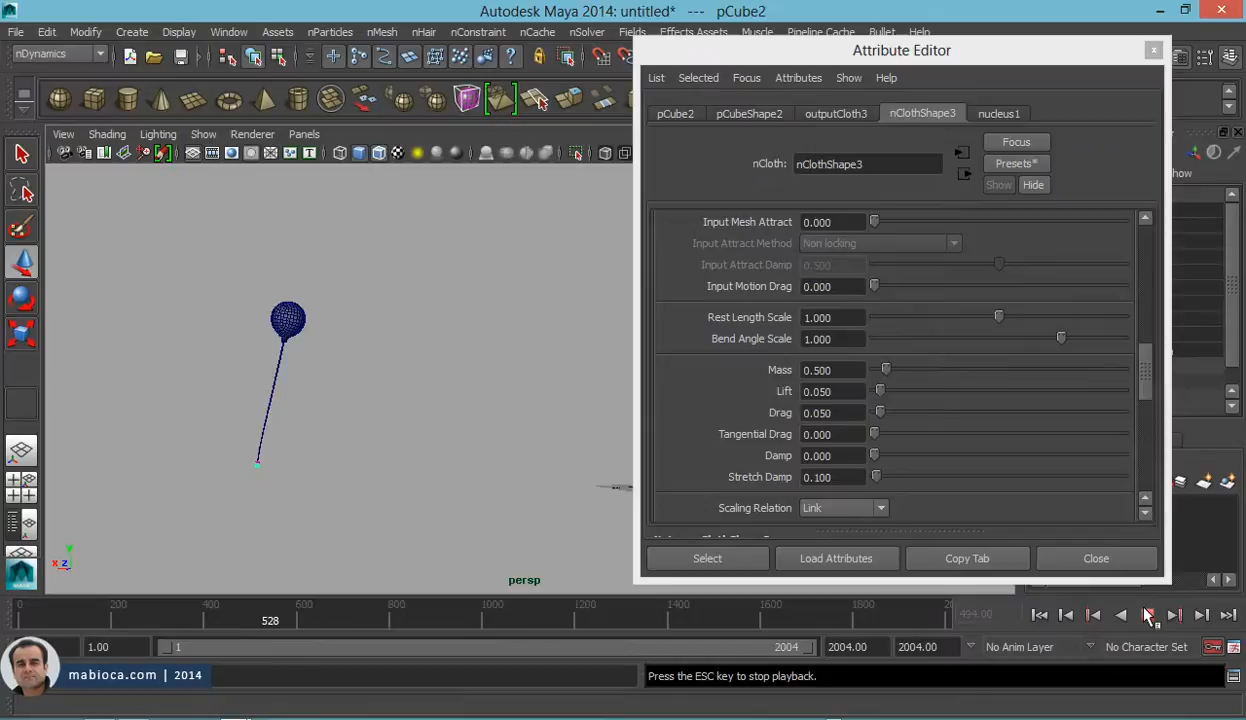 Autodesk Maya 2014: untitled* --- pCube2
File Edit Modify Create Display Window Assets nParticles nMesh nHair nConstraint nCache nSolver Fields Effects Assets Muscle Pipeline Cache Bullet
nDynamics
Attribute Editor
List Selected Focus Attributes Show Help
pCube2 pCubeShape2 outputCloth3 nClothShape3 nucleus1
View Shading Lighting Show Renderer Panels
Focus
nCloth: nClothShape3
Presets*
Show Hide
Input Mesh Attract 0.000
Input Attract Method Non locking
Input Attract Damp 0.500
Input Motion Drag 0.000
Rest Length Scale 1.000
Bend Angle Scale 1.000
Mass 0.500
Lift 0.050
Drag 0.050
Tangential Drag 0.000
Damp 0.000
Stretch Damp 0.100
Scaling Relation Link
Select Load Attributes Copy Tab Close
x z y
persp
0 200 400 600 800 1000 1200 1400 1600 1800 20
528
494.00
1.00 1 2004 2004.00 2004.00 No Anim Layer No Character Set
mabioca.com | 2014
Press the ESC key to stop playback.